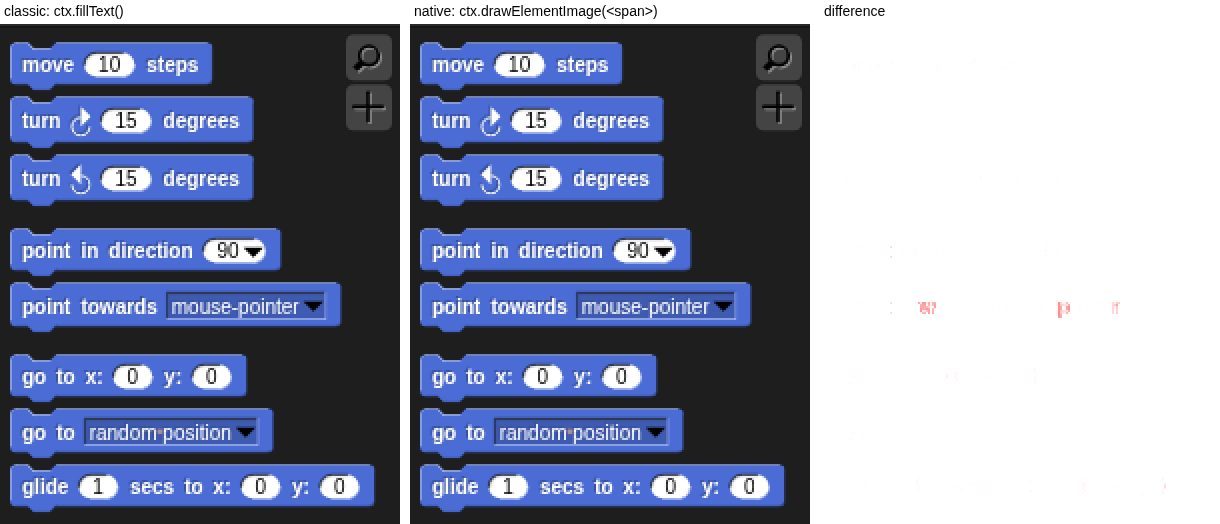 classic: ctx.fillText() native: ctx.drawElementImage(<span>) difference
move 10 steps move 10 steps
turn 15 degrees turn 15 degrees
turn 15 degrees turn 15 degrees
point in direction 90 point in direction 90
point towards mouse-pointer point towards mouse-pointer
go to x: 0 y: 0 go to x: 0 y: 0
go to random·position go to random·position
glide 1 secs to x: 0 y: 0 glide 1 secs to x: 0 y: 0